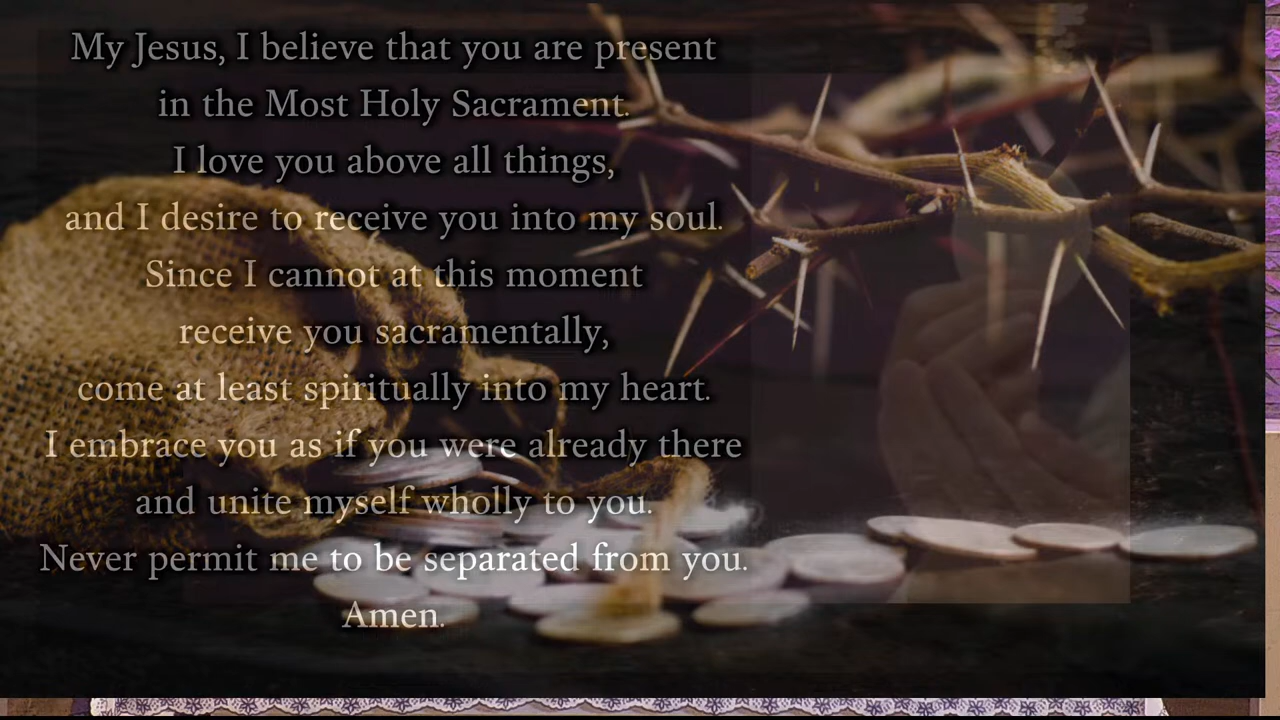 My Jesus, I believe that you are present
in the Most Holy Sacrament.
I love you above all things,
and I desire to receive you into my soul.
Since I cannot at this moment
receive you sacramentally,
come at least spiritually into my heart.
I embrace you as if you were already there
and unite myself wholly to you.
Never permit me to be separated from you.
Amen.